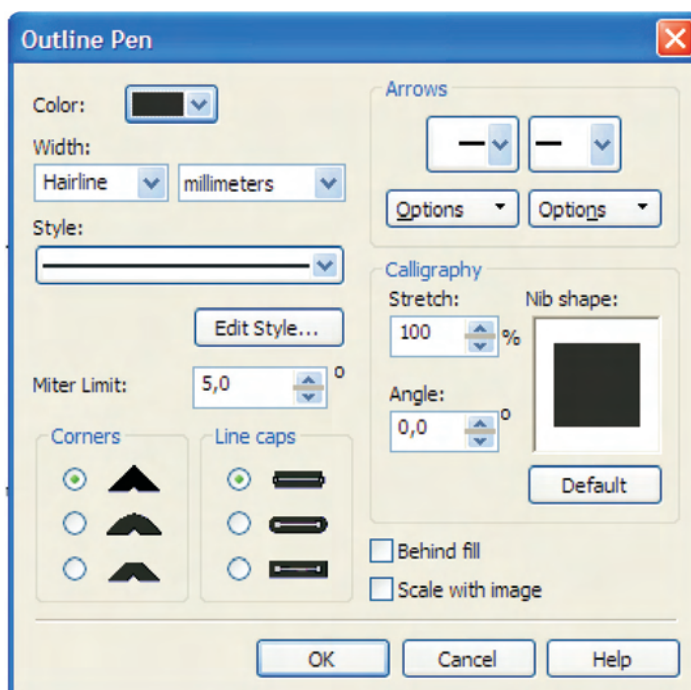 Outline Pen
Color:
Width:
Hairline
millimeters
Style:
Edit Style...
Miter Limit:
5,0
o
Corners
Line caps
Arrows
Options
Options
Calligraphy
Stretch:
Nib shape:
100
%
Angle:
0,0
o
Default
Behind fill
Scale with image
OK
Cancel
Help